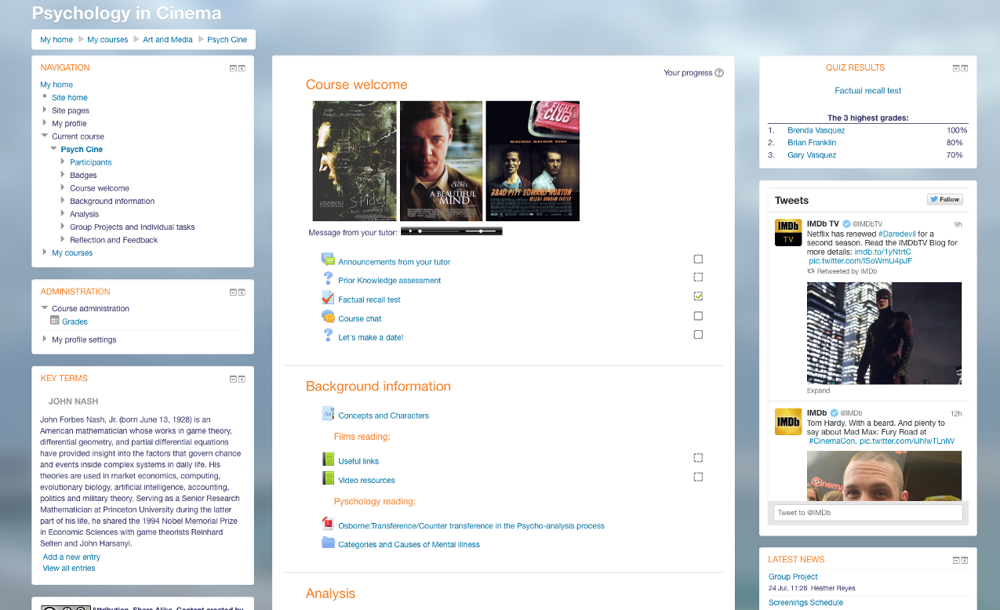 Psychology in Cinema
My home My courses Art and Media Psych Cine
NAVIGATION
My home
Site home
Site pages
My profile
Current course
Psych Cine
Participants
Badges
Course welcome
Background information
Analysis
Group Projects and Individual tasks
Reflection and Feedback
My courses
ADMINISTRATION
Course administration
Grades
My profile settings
KEY TERMS
JOHN NASH
John Forbes Nash, Jr. (born June 13, 1928) is an
American mathematician whose works in game theory,
differential geometry, and partial differential equations
have provided insight into the factors that govern chance
and events inside complex systems in daily life. His
theories are used in market economics, computing,
evolutionary biology, artificial intelligence, accounting,
politics and military theory. Serving as a Senior Research
Mathematician at Princeton University during the latter
part of his life, he shared the 1994 Nobel Memorial Prize
in Economic Sciences with game theorists Reinhard
Selten and John Harsanyi.
Add a new entry
View all entries
Attribution, Share Alike. Content created by
Your progress
Course welcome
Spider
A BEAUTIFUL
MIND
FIGHT
CLUB
MISCHIEF. MAYHEM. SOAP.
BRAD PITT EDWARD NORTON
HELENA BONHAM CARTER
Message from your tutor:
Announcements from your tutor
Prior Knowledge assessment
Factual recall test
Course chat
Let's make a date!
Background information
Concepts and Characters
Films reading:
Useful links
Video resources
Pyschology reading:
Osborne:Transference/Counter transference in the Psycho-analysis process
Categories and Causes of Mental illness
Analysis
QUIZ RESULTS
Factual recall test
The 3 highest grades:
1. Brenda Vasquez 100%
2. Brian Franklin 80%
3. Gary Vasquez 70%
Tweets Follow
IMDb TV
IMDb TV @IMDbTV 9h
Netflix has renewed #Daredevil for a
second season. Read the IMDbTV Blog for
more details: imdb.to/1yNtrtC
pic.twitter.com/ISoWmU4pJF
Retweeted by IMDb
Expand
IMDb
IMDb @IMDb 12h
Tom Hardy. With a beard. And plenty to
say about Mad Max: Fury Road at
#CinemaCon. pic.twitter.com/iJhIwTLnIW
Tweet to @IMDb
LATEST NEWS
Group Project
24 Jul, 11:28 Heather Reyes
Screenings Schedule